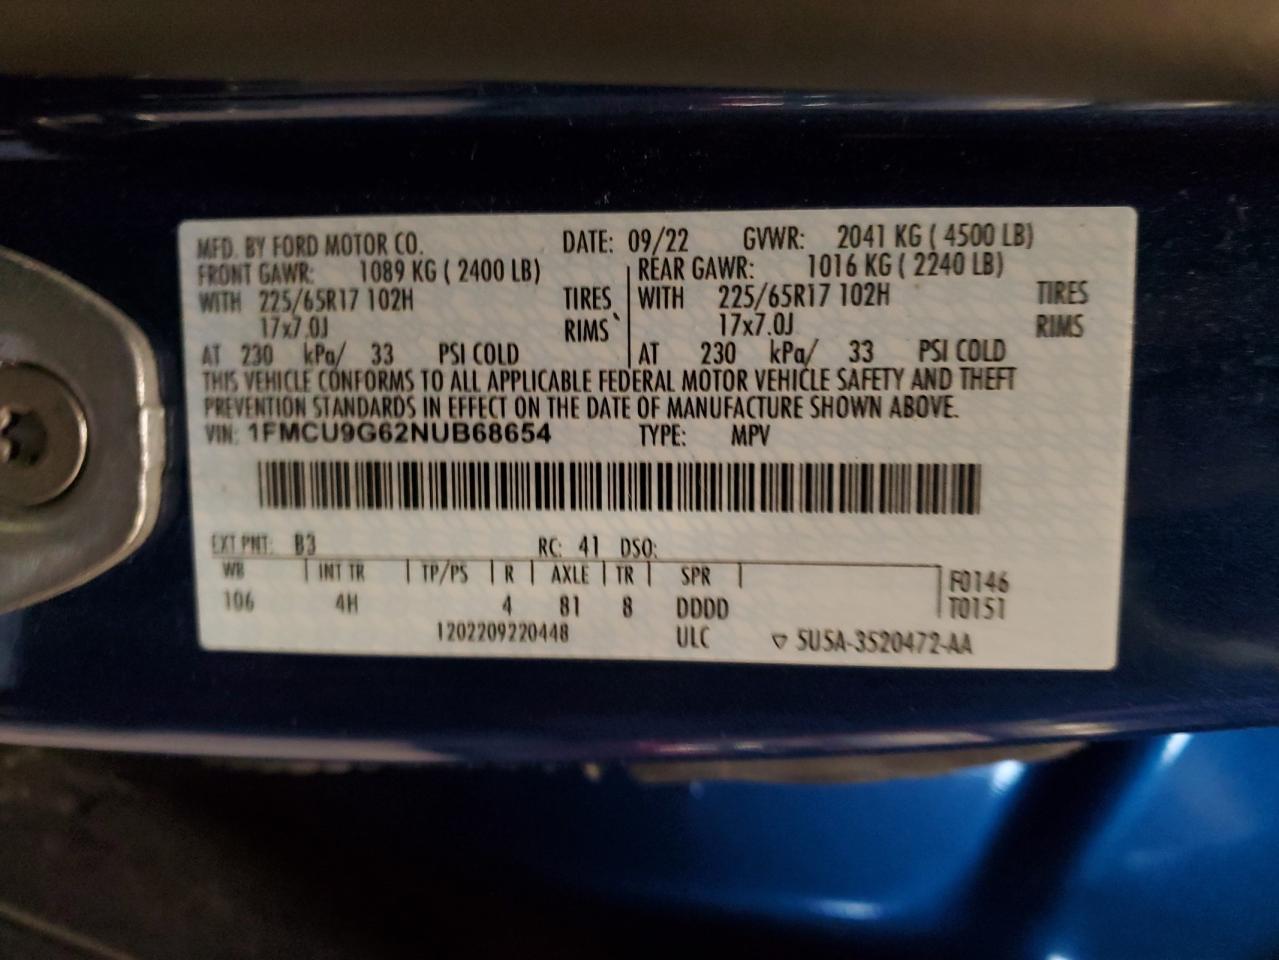 MFD. BY FORD MOTOR CO. DATE: 09/22 GVWR: 2041 KG ( 4500 LB)
FRONT GAWR: 1089 KG ( 2400 LB) REAR GAWR: 1016 KG ( 2240 LB)
WITH 225/65R17 102H TIRES WITH 225/65R17 102H TIRES
17x7.0J RIMS 17x7.0J RIMS
AT 230 kPa/ 33 PSI COLD AT 230 kPa/ 33 PSI COLD
THIS VEHICLE CONFORMS TO ALL APPLICABLE FEDERAL MOTOR VEHICLE SAFETY AND THEFT
PREVENTION STANDARDS IN EFFECT ON THE DATE OF MANUFACTURE SHOWN ABOVE.
VIN: 1FMCU9G62NUB68654 TYPE: MPV
EXT PNT: B3 RC: 41 DSO:
WB INT TR TP/PS R AXLE TR SPR F0146
106 4H 4 81 8 DDDD T0151
1202209220448 ULC ▽ 5U5A-3520472-AA